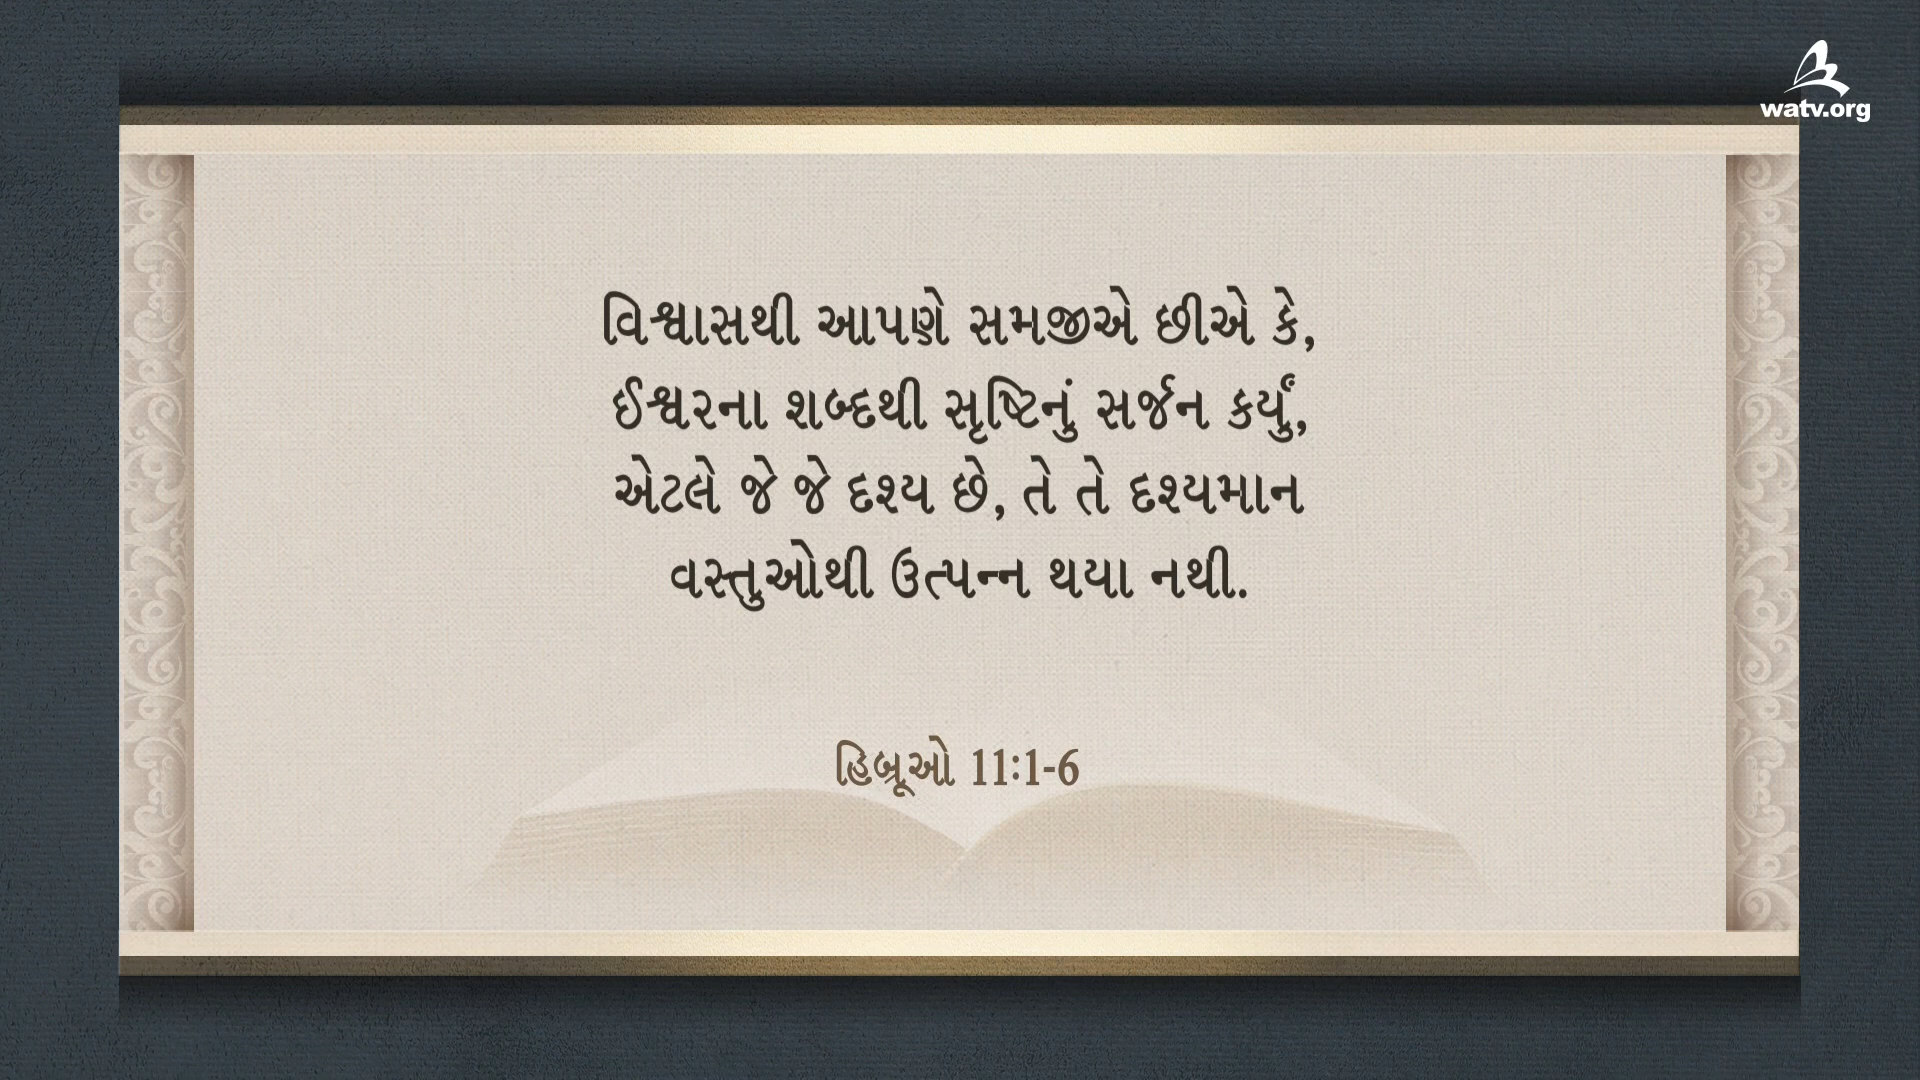 watv.org
વિશ્વાસથી આપણે સમજીએ છીએ કે,
ઈશ્વરના શબ્દથી સૃષ્ટિનું સર્જન કર્યું,
એટલે જે જે દશ્ય છે, તે તે દશ્યમાન
વસ્તુઓથી ઉત્પન્ન થયા નથી.
હિબ્રૂઓ 11:1-6